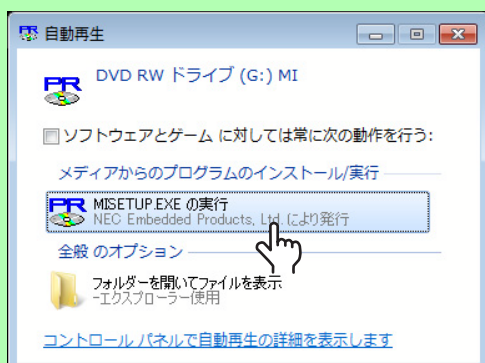 PR 自動再生
PR DVD RW ドライブ (G:) MI
ソフトウェアとゲーム に対しては常に次の動作を行う:
メディアからのプログラムのインストール/実行
PR MISETUP.EXE の実行
NEC Embedded Products, Ltd. により発行
全般 のオプション
フォルダーを開いてファイルを表示
-エクスプローラー使用
コントロール パネルで自動再生の詳細を表示します